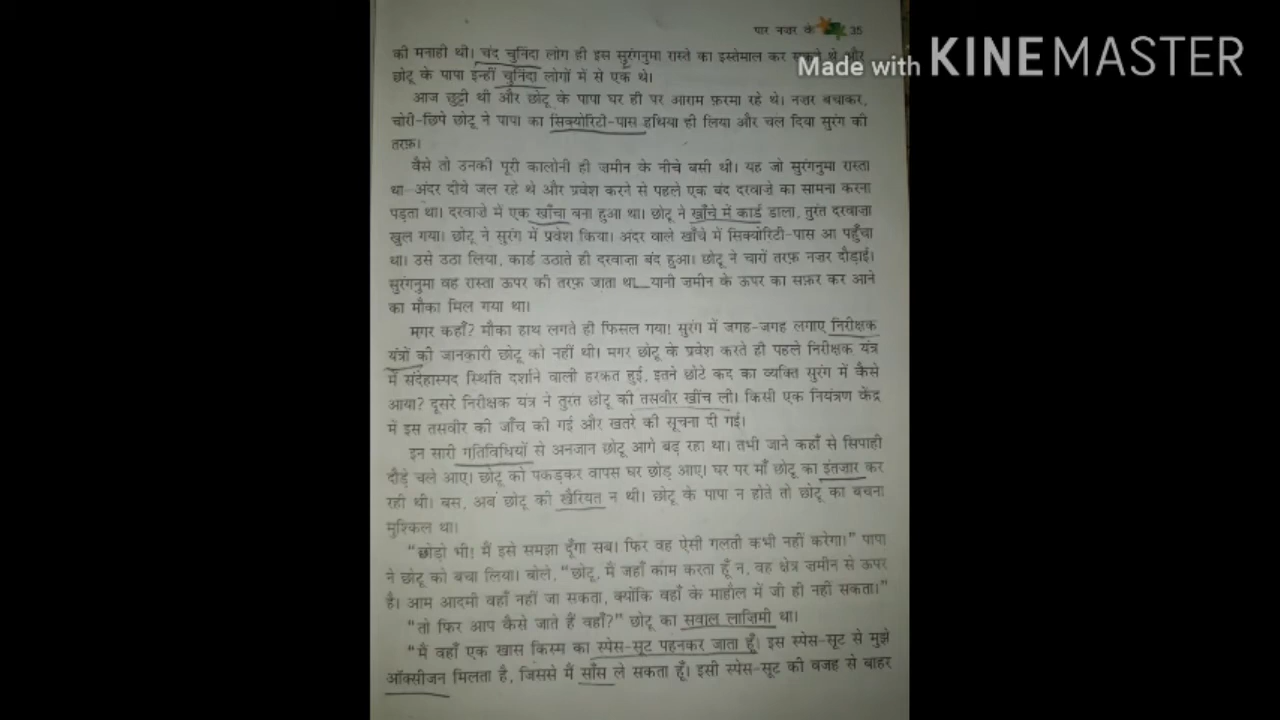 पार नज़र के 35
Made with KINEMASTER
की मनाही थी। चंद चुनिंदा लोग ही इस सुरंगनुमा रास्ते का इस्तेमाल कर सकते थे और
छोटू के पापा इन्हीं चुनिंदा लोगों में से एक थे।
आज छुट्टी थी और छोटू के पापा घर ही पर आराम फ़रमा रहे थे। नज़र बचाकर,
चोरी-छिपे छोटू ने पापा का सिक्योरिटी-पास हथिया ही लिया और चल दिया सुरंग की
तरफ़।
वैसे तो उनकी पूरी कालोनी ही ज़मीन के नीचे बसी थी। यह जो सुरंगनुमा रास्ता
था—अंदर दीये जल रहे थे और प्रवेश करने से पहले एक बंद दरवाज़े का सामना करना
पड़ता था। दरवाज़े में एक खाँचा बना हुआ था। छोटू ने खाँचे में कार्ड डाला, तुरंत दरवाज़ा
खुल गया। छोटू ने सुरंग में प्रवेश किया। अंदर वाले खाँचे में सिक्योरिटी-पास आ पहुँचा
था। उसे उठा लिया, कार्ड उठाते ही दरवाज़ा बंद हुआ। छोटू ने चारों तरफ़ नज़र दौड़ाई।
सुरंगनुमा वह रास्ता ऊपर की तरफ़ जाता था—यानी ज़मीन के ऊपर का सफ़र कर आने
का मौका मिल गया था।
मगर कहाँ? मौका हाथ लगते ही फिसल गया! सुरंग में जगह-जगह लगाए निरीक्षक
यंत्रों की जानकारी छोटू को नहीं थी। मगर छोटू के प्रवेश करते ही पहले निरीक्षक यंत्र
में संदेहास्पद स्थिति दर्शाने वाली हरकत हुई, इतने छोटे कद का व्यक्ति सुरंग में कैसे
आया? दूसरे निरीक्षक यंत्र ने तुरंत छोटू की तसवीर खींच ली। किसी एक नियंत्रण केंद्र
में इस तसवीर की जाँच की गई और खतरे की सूचना दी गई।
इन सारी गतिविधियों से अनजान छोटू आगे बढ़ रहा था। तभी जाने कहाँ से सिपाही
दौड़े चले आए। छोटू को पकड़कर वापस घर छोड़ आए। घर पर माँ छोटू का इंतज़ार कर
रही थी। बस, अब छोटू की खैरियत न थी। छोटू के पापा न होते तो छोटू का बचना
मुश्किल था।
“छोड़ो भी! मैं इसे समझा दूँगा सब। फिर वह ऐसी गलती कभी नहीं करेगा।” पापा
ने छोटू को बचा लिया। बोले, “छोटू, मैं जहाँ काम करता हूँ न, वह क्षेत्र ज़मीन से ऊपर
है। आम आदमी वहाँ नहीं जा सकता, क्योंकि वहाँ के माहौल में जी ही नहीं सकता।”
“तो फिर आप कैसे जाते हैं वहाँ?” छोटू का सवाल लाज़िमी था।
“मैं वहाँ एक खास किस्म का स्पेस-सूट पहनकर जाता हूँ। इस स्पेस-सूट से मुझे
ऑक्सीजन मिलता है, जिससे मैं साँस ले सकता हूँ। इसी स्पेस-सूट की वजह से बाहर